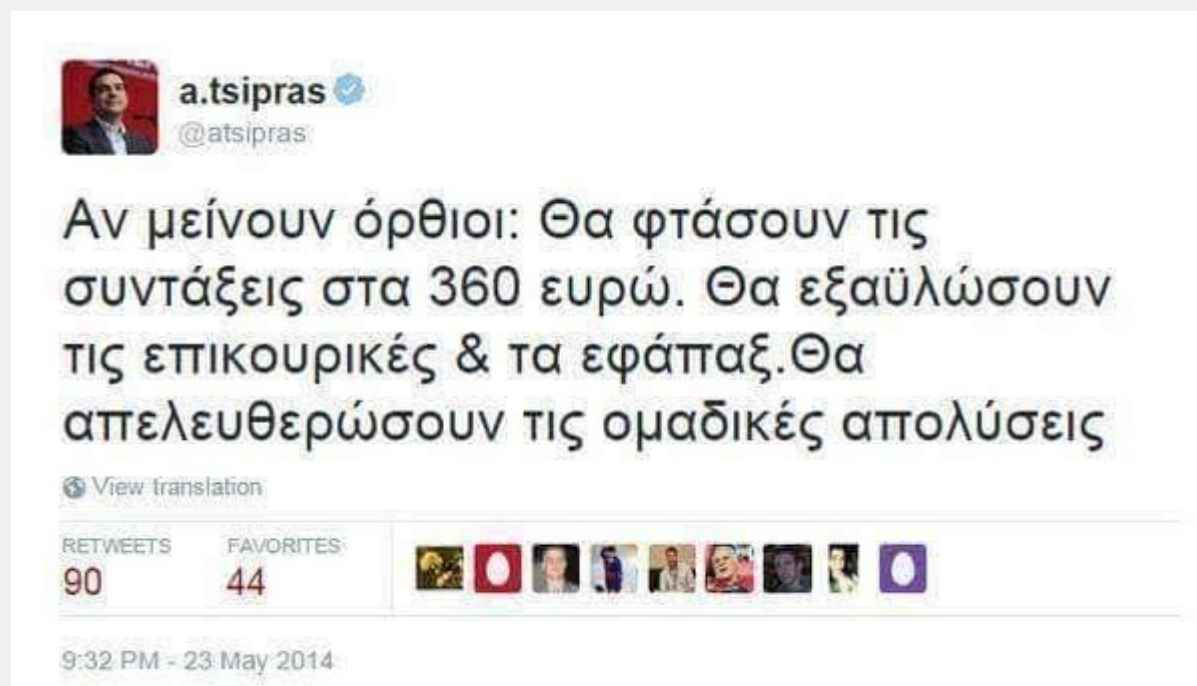 a.tsipras
@atsipras
Αν μείνουν όρθιοι: Θα φτάσουν τις
συντάξεις στα 360 ευρώ. Θα εξαϋλώσουν
τις επικουρικές & τα εφάπαξ.Θα
απελευθερώσουν τις ομαδικές απολύσεις
View translation
RETWEETS FAVORITES
90 44
9:32 PM - 23 May 2014